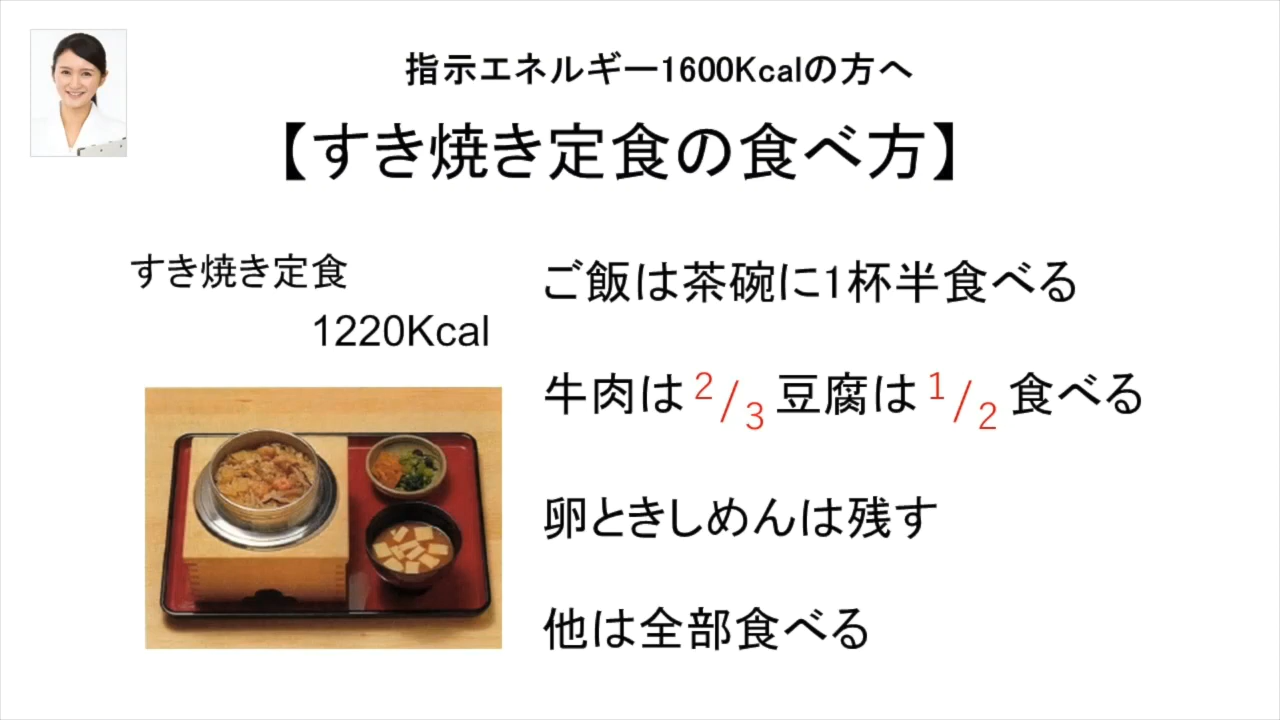 指示エネルギー1600Kcalの方へ
【すき焼き定食の食べ方】
すき焼き定食
1220Kcal
ご飯は茶碗に1杯半食べる
牛肉は2/3豆腐は1/2食べる
卵ときしめんは残す
他は全部食べる